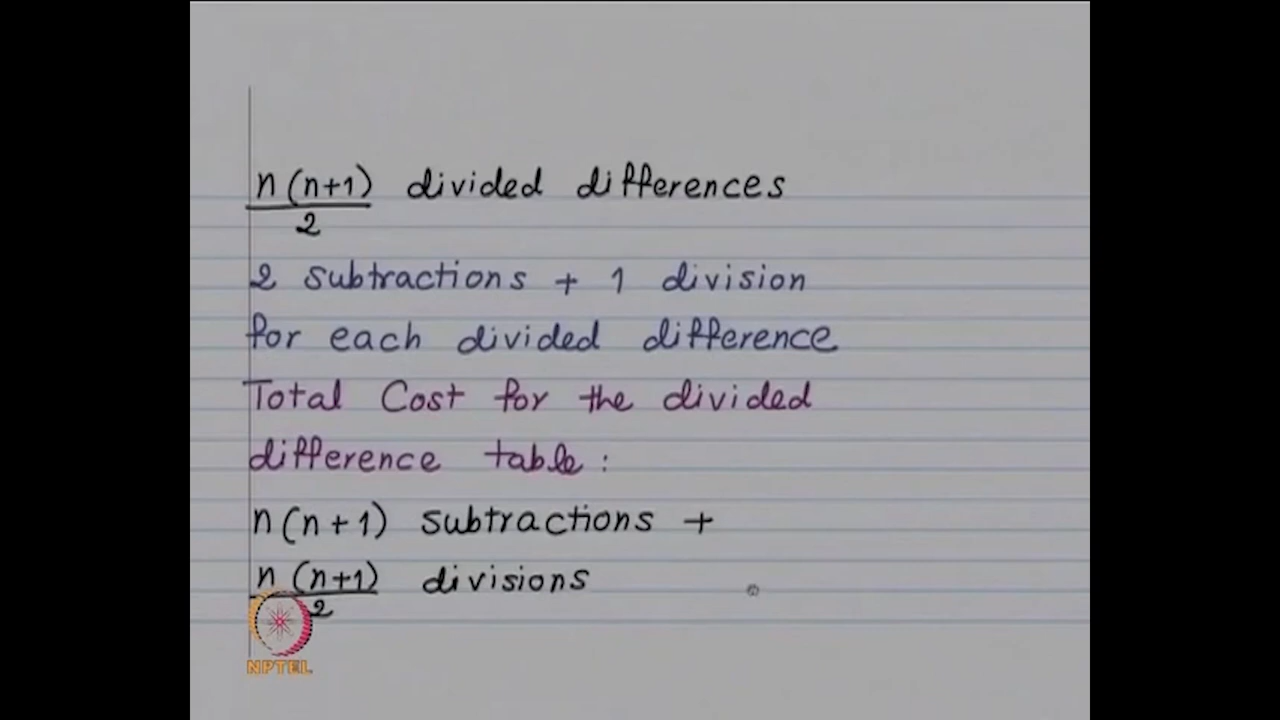 n(n+1)/2 divided differences
2 subtractions + 1 division
for each divided difference
Total Cost for the divided
difference table:
n(n+1) subtractions +
n(n+1)/2 divisions
NPTEL